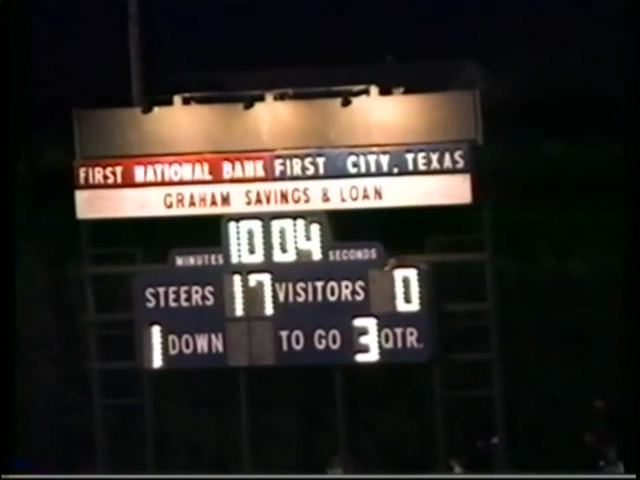 FIRST NATIONAL BANK FIRST CITY, TEXAS
GRAHAM SAVINGS & LOAN
MINUTES 10 04 SECONDS
STEERS 17 VISITORS 0
1 DOWN TO GO 3 QTR.